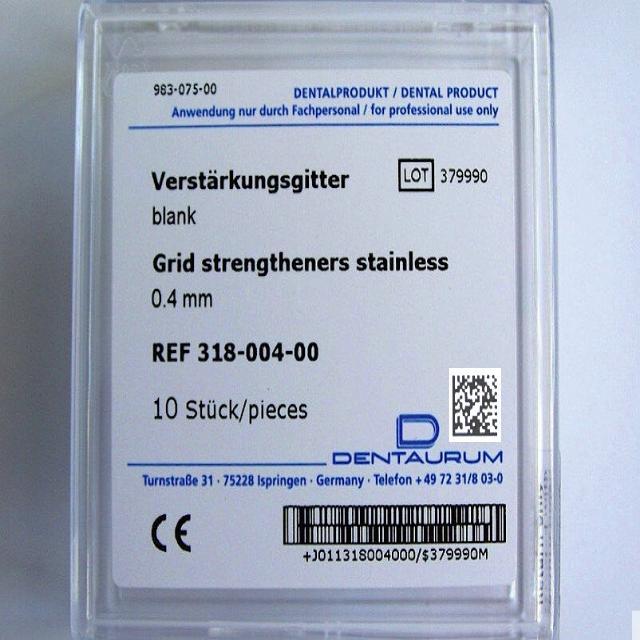 983-075-00
DENTALPRODUKT / DENTAL PRODUCT
Anwendung nur durch Fachpersonal / for professional use only
Verstärkungsgitter
LOT 379990
blank
Grid strengtheners stainless
0.4 mm
REF 318-004-00
10 Stück/pieces
D
DENTAURUM
Turnstraße 31 · 75228 Ispringen · Germany · Telefon +49 72 31/8 03-0
CE
+J011318004000/$379990M